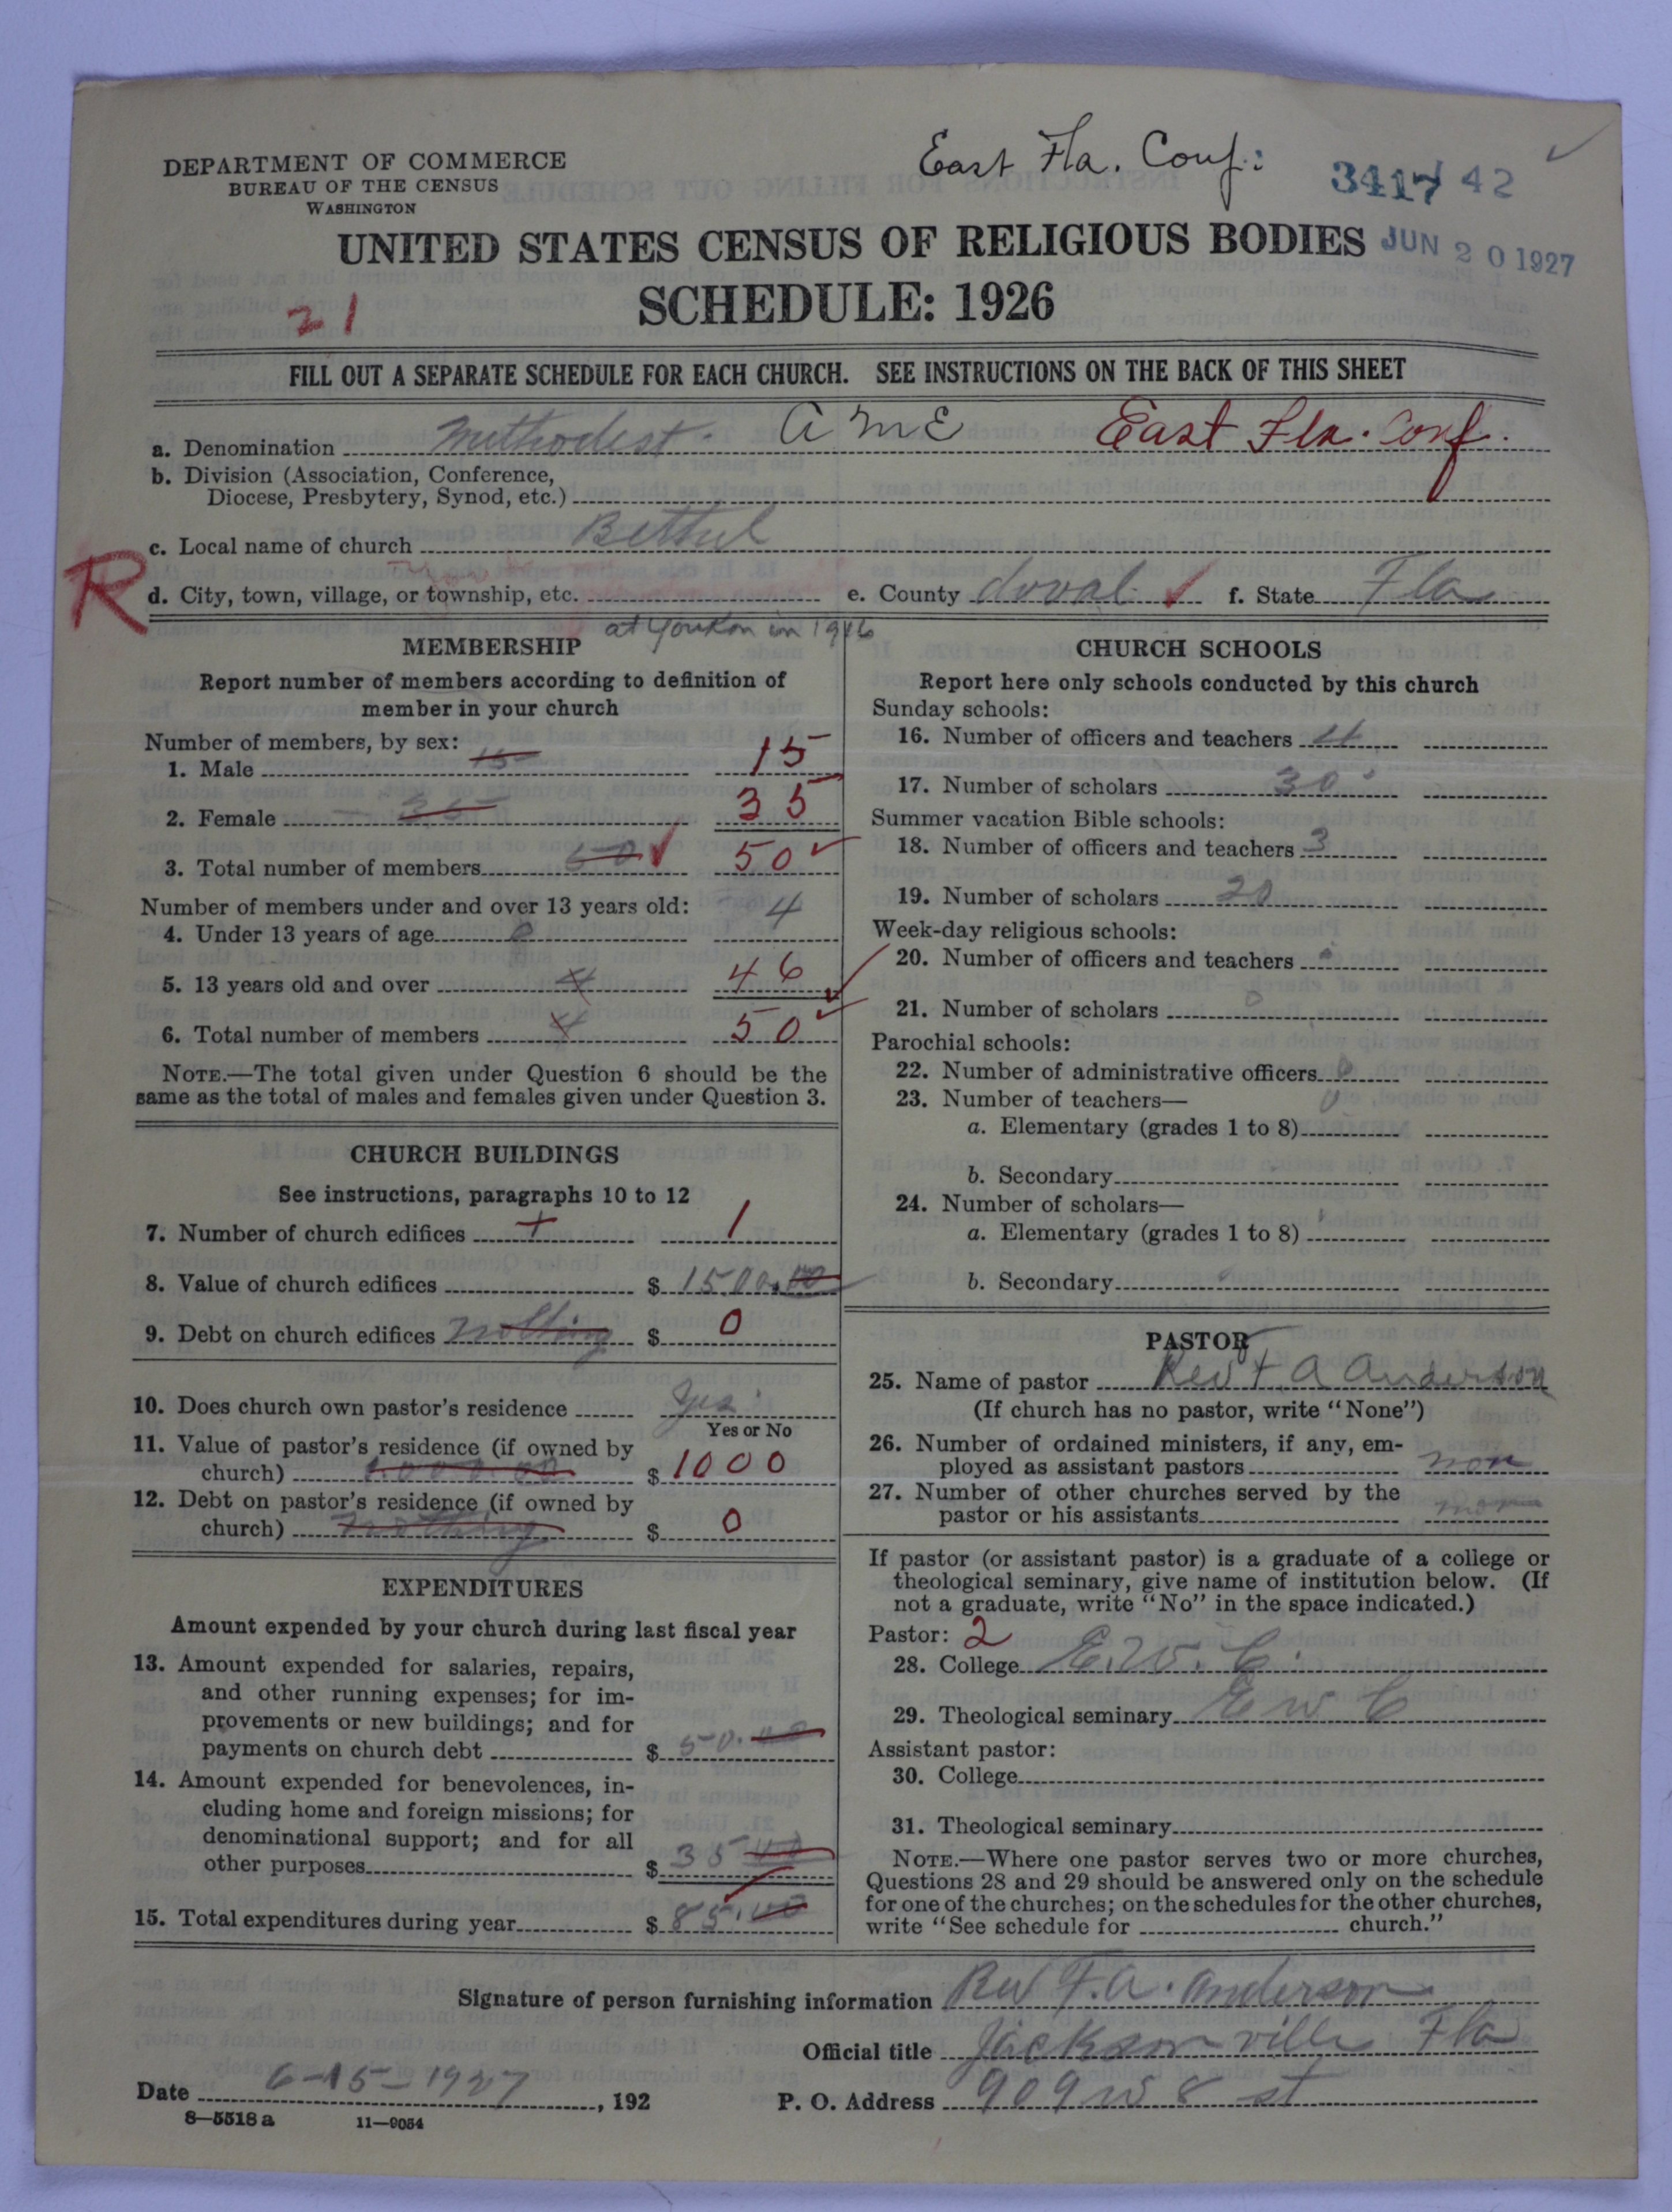 East Fla. Conf:
3417 42
DEPARTMENT OF COMMERCE
BUREAU OF THE CENSUS
WASHINGTON
UNITED STATES CENSUS OF RELIGIOUS BODIES
JUN 20 1927
SCHEDULE: 1926
21
FILL OUT A SEPARATE SCHEDULE FOR EACH CHURCH. SEE INSTRUCTIONS ON THE BACK OF THIS SHEET
a. Denomination Methodist. A M E East Fla. Conf.
b. Division (Association, Conference,
Diocese, Presbytery, Synod, etc.)
c. Local name of church Bethel
R
d. City, town, village, or township, etc. e. County doval f. State Fla
at Youkon in 1926
MEMBERSHIP
Report number of members according to definition of
member in your church
Number of members, by sex:
1. Male 15 15
2. Female 35 35
3. Total number of members 50 50
Number of members under and over 13 years old:
4. Under 13 years of age 4
5. 13 years old and over 4 46
6. Total number of members 4 50
NOTE.—The total given under Question 6 should be the
same as the total of males and females given under Question 3.
CHURCH BUILDINGS
See instructions, paragraphs 10 to 12
7. Number of church edifices 1
8. Value of church edifices $ 1500.00
9. Debt on church edifices nothing $ 0
10. Does church own pastor's residence Yes
Yes or No
11. Value of pastor's residence (if owned by
church) 1000.00 $ 1000
12. Debt on pastor's residence (if owned by
church) nothing $ 0
EXPENDITURES
Amount expended by your church during last fiscal year
13. Amount expended for salaries, repairs,
and other running expenses; for im-
provements or new buildings; and for
payments on church debt $ 50.00
14. Amount expended for benevolences, in-
cluding home and foreign missions; for
denominational support; and for all
other purposes $ 35 00
15. Total expenditures during year $ 85.00
CHURCH SCHOOLS
Report here only schools conducted by this church
Sunday schools:
16. Number of officers and teachers 4
17. Number of scholars 30
Summer vacation Bible schools:
18. Number of officers and teachers 3
19. Number of scholars 20
Week-day religious schools:
20. Number of officers and teachers
21. Number of scholars 0
Parochial schools:
22. Number of administrative officers 0
23. Number of teachers— 0
a. Elementary (grades 1 to 8)
b. Secondary
24. Number of scholars—
a. Elementary (grades 1 to 8)
b. Secondary
PASTOR
25. Name of pastor Rev F. A Anderson
(If church has no pastor, write "None")
26. Number of ordained ministers, if any, em-
ployed as assistant pastors non
27. Number of other churches served by the
pastor or his assistants
If pastor (or assistant pastor) is a graduate of a college or
theological seminary, give name of institution below. (If
not a graduate, write "No" in the space indicated.)
Pastor: 2
28. College E. W. C.
29. Theological seminary E W C
Assistant pastor:
30. College
31. Theological seminary
NOTE.—Where one pastor serves two or more churches,
Questions 28 and 29 should be answered only on the schedule
for one of the churches; on the schedules for the other churches,
write "See schedule for church."
Signature of person furnishing information Rev F. A. Anderson
Official title Jacksonville Fla
Date 6-15-1927, 192 P. O. Address 909 W 8 st
8—5518 a 11—9054